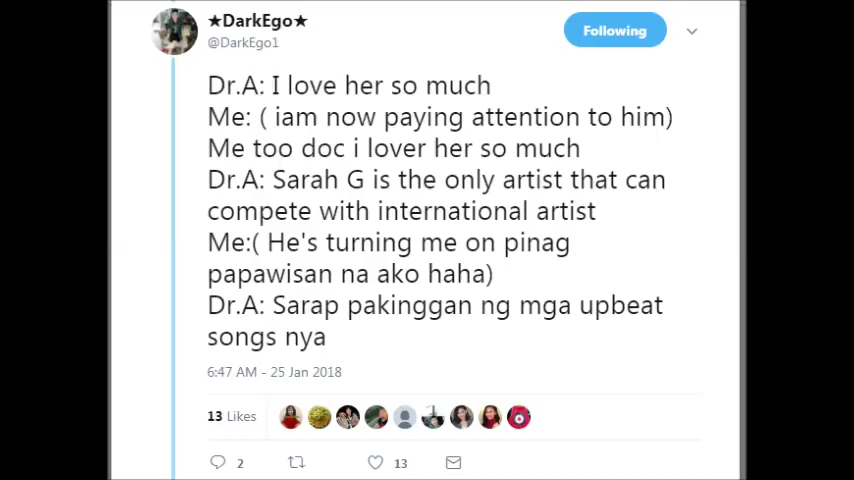 ★DarkEgo★
@DarkEgo1
Following
Dr.A: I love her so much
Me: ( iam now paying attention to him)
Me too doc i lover her so much
Dr.A: Sarah G is the only artist that can
compete with international artist
Me:( He's turning me on pinag
papawisan na ako haha)
Dr.A: Sarap pakinggan ng mga upbeat
songs nya
6:47 AM - 25 Jan 2018
13 Likes
2 13